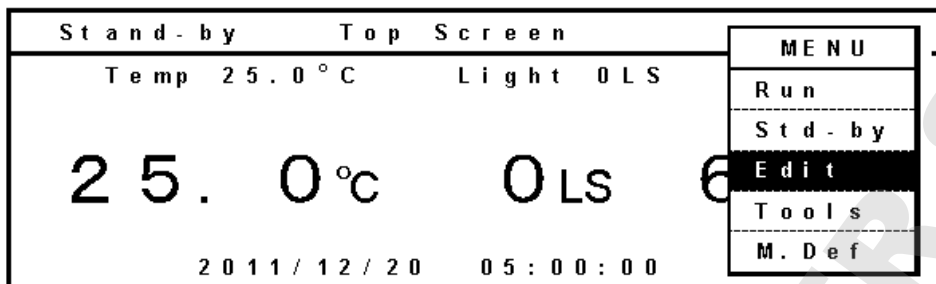 Stand-by Top Screen
Temp 25.0°C Light 0LS
25.0°C 0LS 6
2011/12/20 05:00:00
MENU
Run
Std-by
Edit
Tools
M.Def